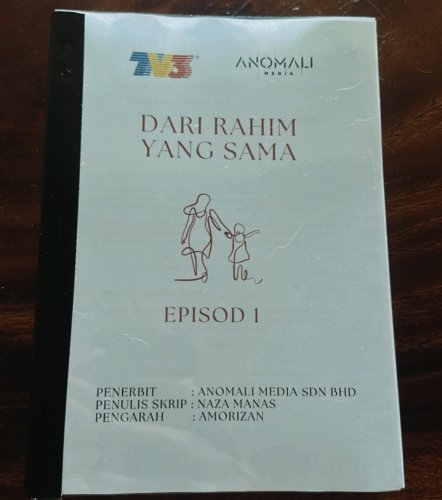 TV3
ANOMALI
MEDIA
DARI RAHIM
YANG SAMA
EPISOD 1
PENERBIT : ANOMALI MEDIA SDN BHD
PENULIS SKRIP : NAZA MANAS
PENGARAH : AMORIZAN